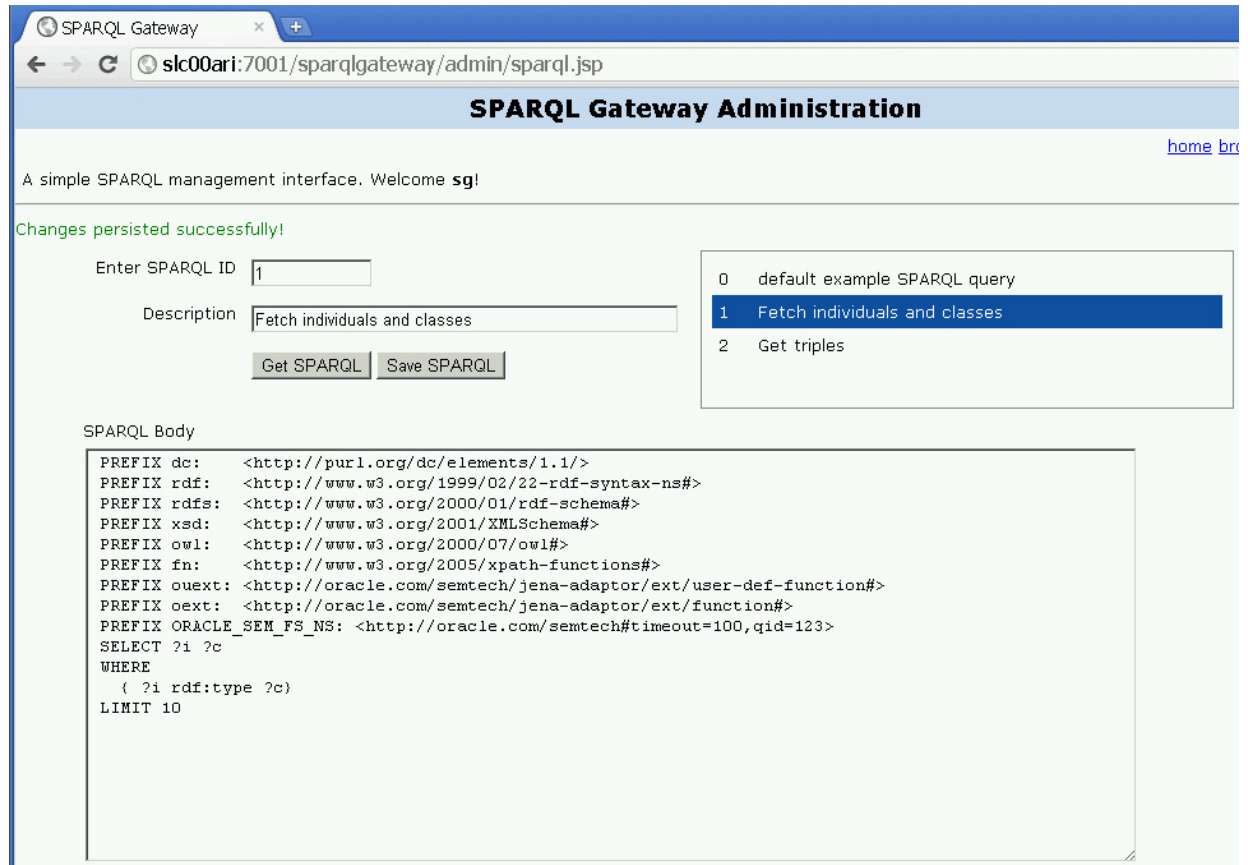 SPARQL Gateway
slc00ari:7001/sparqlgateway/admin/sparql.jsp
SPARQL Gateway Administration
home
A simple SPARQL management interface. Welcome sg!
Changes persisted successfully!
Enter SPARQL ID 1
Description Fetch individuals and classes
Get SPARQL Save SPARQL
0 default example SPARQL query
1 Fetch individuals and classes
2 Get triples
SPARQL Body
PREFIX dc: <http://purl.org/dc/elements/1.1/>
PREFIX rdf: <http://www.w3.org/1999/02/22-rdf-syntax-ns#>
PREFIX rdfs: <http://www.w3.org/2000/01/rdf-schema#>
PREFIX xsd: <http://www.w3.org/2001/XMLSchema#>
PREFIX owl: <http://www.w3.org/2000/07/owl#>
PREFIX fn: <http://www.w3.org/2005/xpath-functions#>
PREFIX ouext: <http://oracle.com/semtech/jena-adaptor/ext/user-def-function#>
PREFIX oext: <http://oracle.com/semtech/jena-adaptor/ext/function#>
PREFIX ORACLE_SEM_FS_NS: <http://oracle.com/semtech#timeout=100,qid=123>
SELECT ?i ?c
WHERE
{ ?i rdf:type ?c}
LIMIT 10